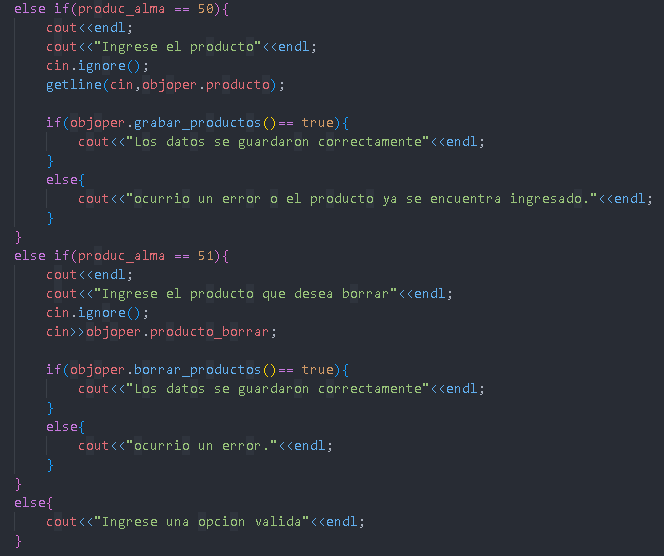 else if(produc_alma == 50){
    cout<<endl;
    cout<<"Ingrese el producto"<<endl;
    cin.ignore();
    getline(cin,objoper.producto);

    if(objoper.grabar_productos()== true){
        cout<<"Los datos se guardaron correctamente"<<endl;
    }
    else{
        cout<<"ocurrio un error o el producto ya se encuentra ingresado."<<endl;
    }
}
else if(produc_alma == 51){
    cout<<endl;
    cout<<"Ingrese el producto que desea borrar"<<endl;
    cin.ignore();
    cin>>objoper.producto_borrar;

    if(objoper.borrar_productos()== true){
        cout<<"Los datos se guardaron correctamente"<<endl;
    }
    else{
        cout<<"ocurrio un error."<<endl;
    }
}
else{
    cout<<"Ingrese una opcion valida"<<endl;
}